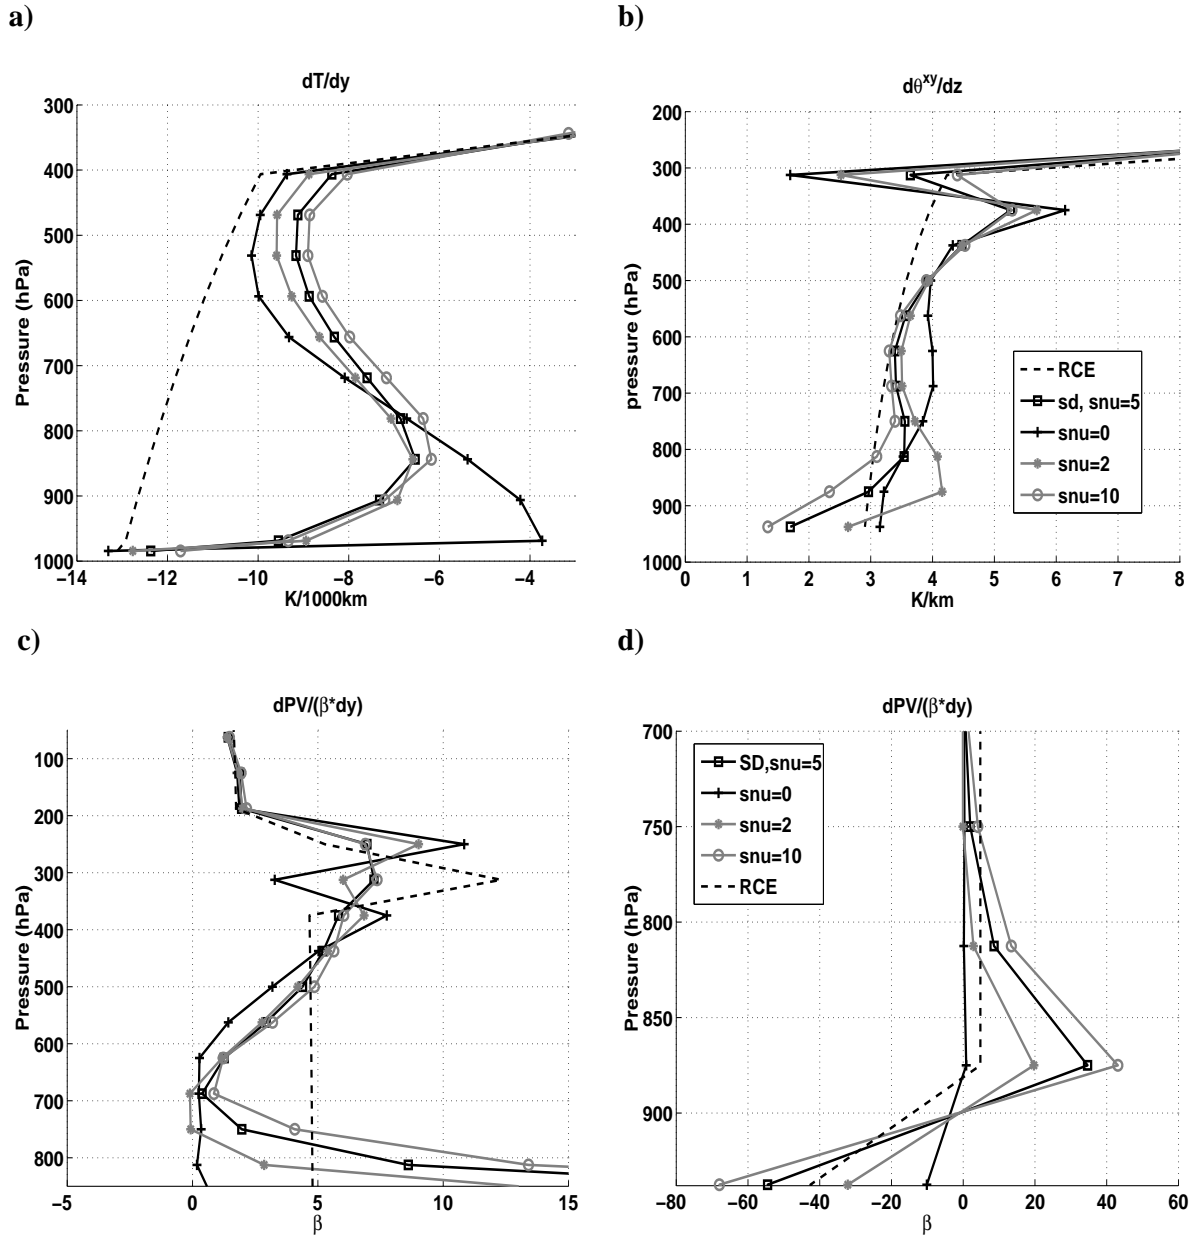 a)
dT/dy
300
400
500
600
700
800
900
1000
Pressure (hPa)
−14
−12
−10
−8
−6
−4
K/1000km
b)
dθ^xy/dz
200
300
400
500
600
700
800
900
1000
pressure (hPa)
0
1
2
3
4
5
6
7
8
K/km
RCE
sd, snu=5
snu=0
snu=2
snu=10
c)
dPV/(β*dy)
100
200
300
400
500
600
700
800
Pressure (hPa)
−5
0
5
10
15
β
d)
dPV/(β*dy)
700
750
800
850
900
Pressure (hPa)
−80
−60
−40
−20
0
20
40
60
β
SD,snu=5
snu=0
snu=2
snu=10
RCE